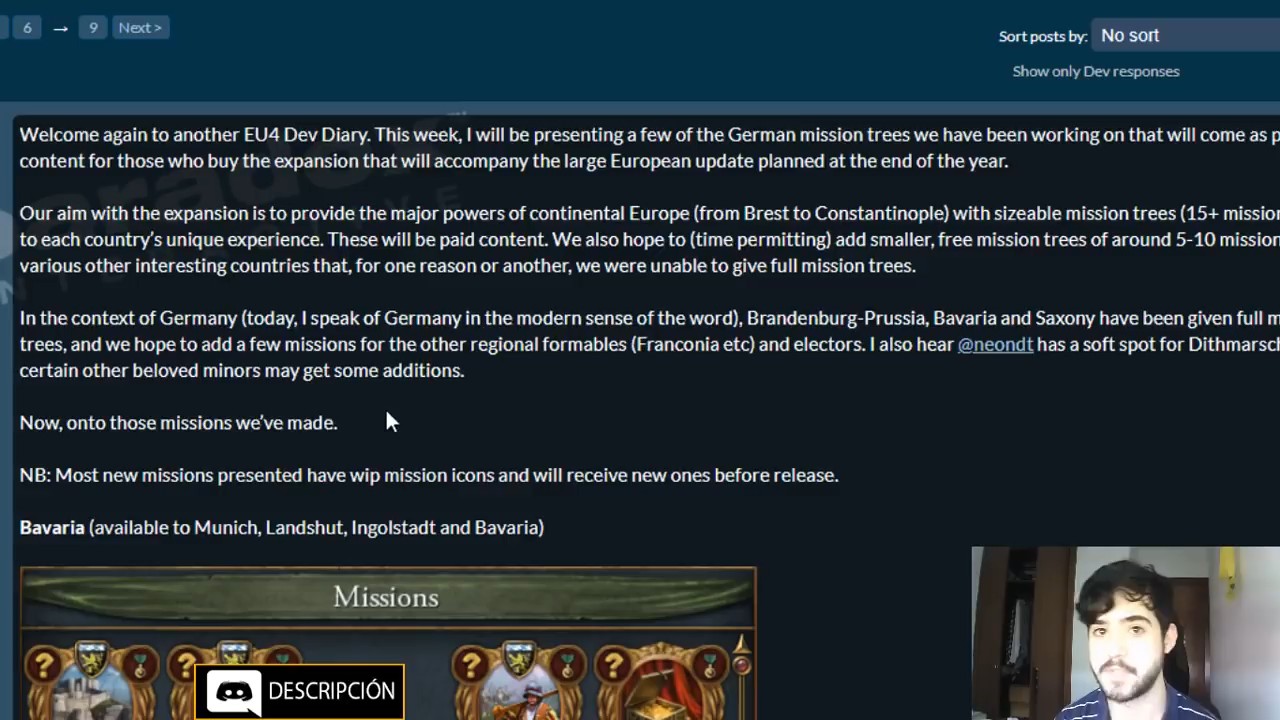 6 → 9 Next >
Sort posts by: No sort
Show only Dev responses
Welcome again to another EU4 Dev Diary. This week, I will be presenting a few of the German mission trees we have been working on that will come as
content for those who buy the expansion that will accompany the large European update planned at the end of the year.
Our aim with the expansion is to provide the major powers of continental Europe (from Brest to Constantinople) with sizeable mission trees (15+
to each country's unique experience. These will be paid content. We also hope to (time permitting) add smaller, free mission trees of around 5-10
various other interesting countries that, for one reason or another, we were unable to give full mission trees.
In the context of Germany (today, I speak of Germany in the modern sense of the word), Brandenburg-Prussia, Bavaria and Saxony have been given full
trees, and we hope to add a few missions for the other regional formables (Franconia etc) and electors. I also hear @neondt has a soft spot for
certain other beloved minors may get some additions.
Now, onto those missions we've made.
NB: Most new missions presented have wip mission icons and will receive new ones before release.
Bavaria (available to Munich, Landshut, Ingolstadt and Bavaria)
Missions
? ? ? ?
DESCRIPCIÓN